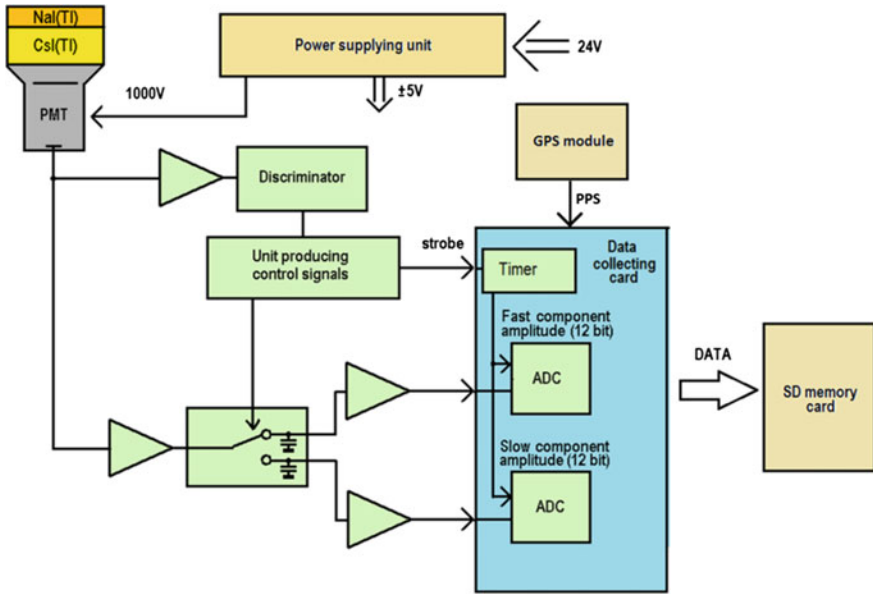 NaI(Tl)
CsI(Tl)
PMT
1000V
Power supplying unit
24V
±5V
GPS module
PPS
Discriminator
Unit producing
control signals
strobe
Data
collecting
card
Timer
Fast component
amplitude (12 bit)
ADC
DATA
SD memory
card
Slow component
amplitude (12 bit)
ADC